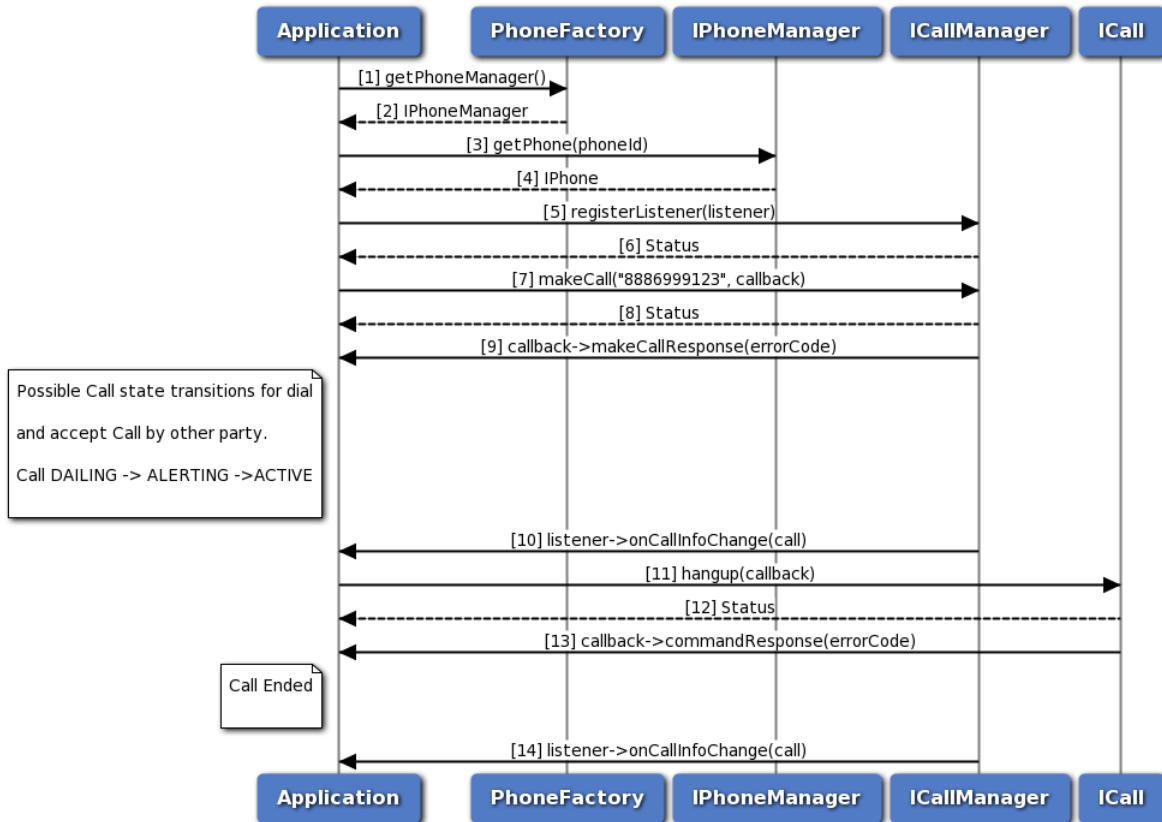 Application PhoneFactory IPhoneManager ICallManager ICall
[1] getPhoneManager()
[2] IPhoneManager
[3] getPhone(phoneId)
[4] IPhone
[5] registerListener(listener)
[6] Status
[7] makeCall("8886999123", callback)
[8] Status
[9] callback->makeCallResponse(errorCode)
Possible Call state transitions for dial
and accept Call by other party.
Call DAILING -> ALERTING ->ACTIVE
[10] listener->onCallInfoChange(call)
[11] hangup(callback)
[12] Status
[13] callback->commandResponse(errorCode)
Call Ended
[14] listener->onCallInfoChange(call)
Application PhoneFactory IPhoneManager ICallManager ICall